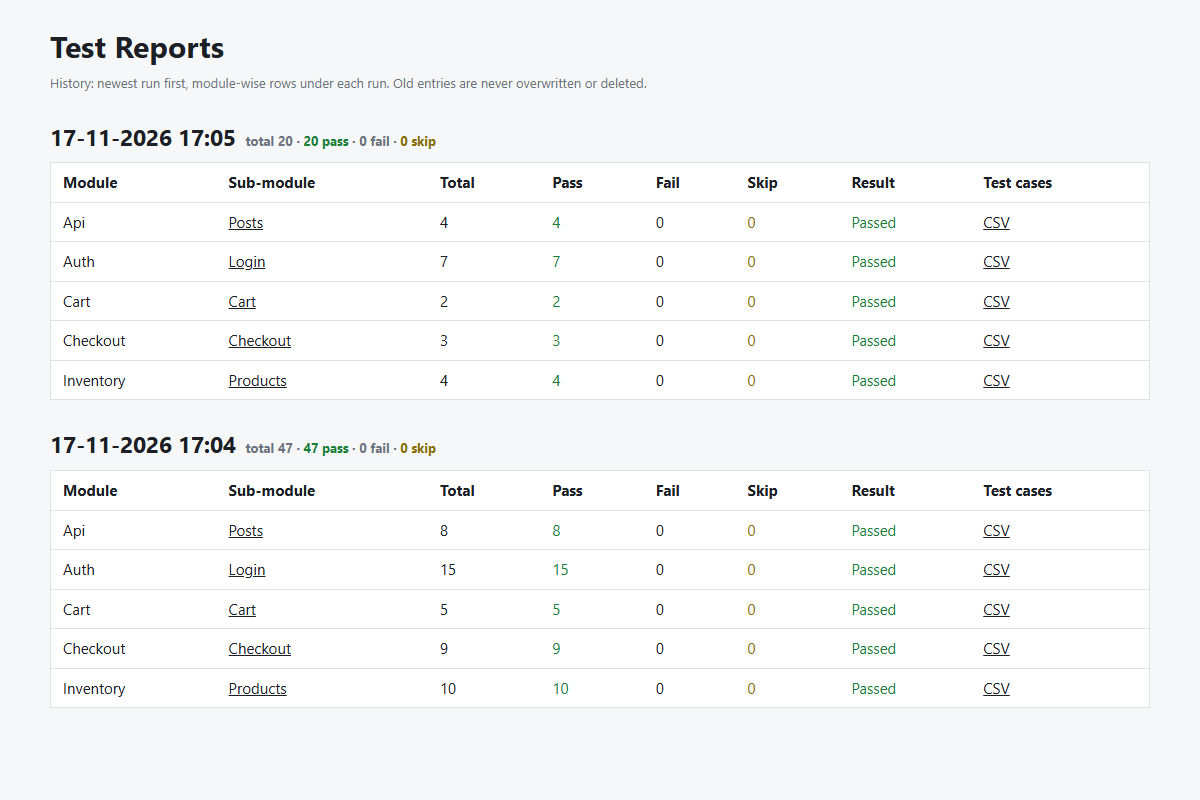 Test Reports
History: newest run first, module-wise rows under each run. Old entries are never overwritten or deleted.
17-11-2026 17:05 total 20 · 20 pass · 0 fail · 0 skip
Module Sub-module Total Pass Fail Skip Result Test cases
Api Posts 4 4 0 0 Passed CSV
Auth Login 7 7 0 0 Passed CSV
Cart Cart 2 2 0 0 Passed CSV
Checkout Checkout 3 3 0 0 Passed CSV
Inventory Products 4 4 0 0 Passed CSV
17-11-2026 17:04 total 47 · 47 pass · 0 fail · 0 skip
Module Sub-module Total Pass Fail Skip Result Test cases
Api Posts 8 8 0 0 Passed CSV
Auth Login 15 15 0 0 Passed CSV
Cart Cart 5 5 0 0 Passed CSV
Checkout Checkout 9 9 0 0 Passed CSV
Inventory Products 10 10 0 0 Passed CSV